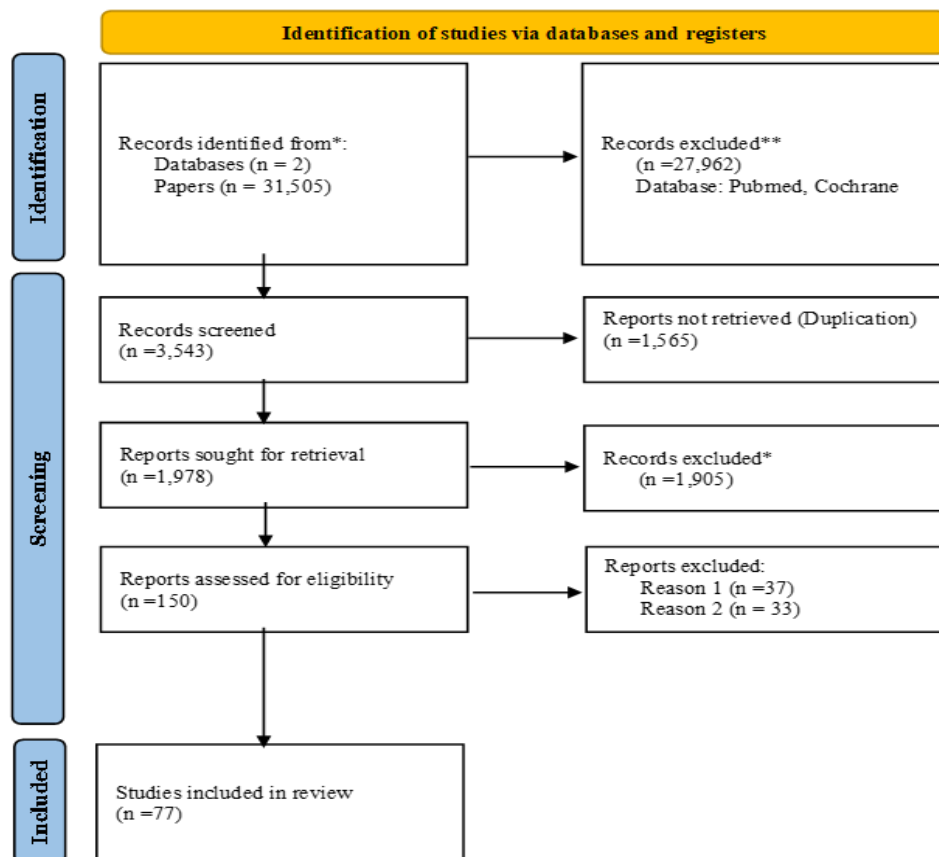 Identification of studies via databases and registers
Identification
Records identified from*:
Databases (n = 2)
Papers (n = 31,505)
Records excluded**
(n =27,962)
Database: Pubmed, Cochrane
Screening
Records screened
(n =3,543)
Reports not retrieved (Duplication)
(n =1,565)
Reports sought for retrieval
(n =1,978)
Records excluded*
(n =1,905)
Reports assessed for eligibility
(n =150)
Reports excluded:
Reason 1 (n =37)
Reason 2 (n = 33)
Included
Studies included in review
(n =77)